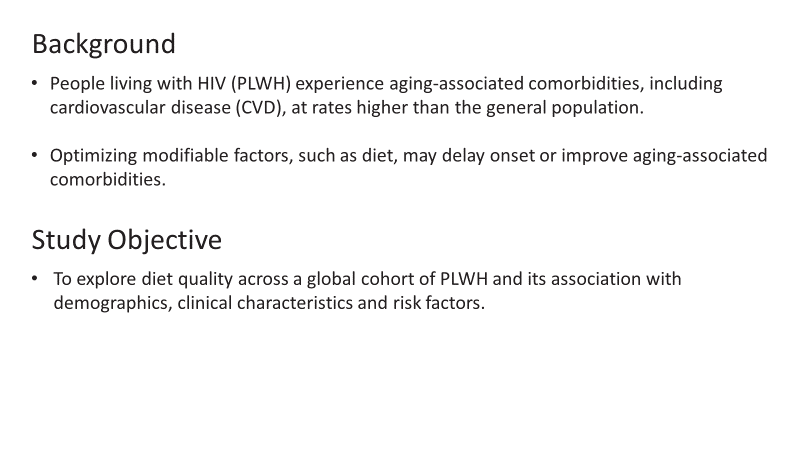 Background
• People living with HIV (PLWH) experience aging-associated comorbidities, including
cardiovascular disease (CVD), at rates higher than the general population.
• Optimizing modifiable factors, such as diet, may delay onset or improve aging-associated
comorbidities.
Study Objective
• To explore diet quality across a global cohort of PLWH and its association with
demographics, clinical characteristics and risk factors.